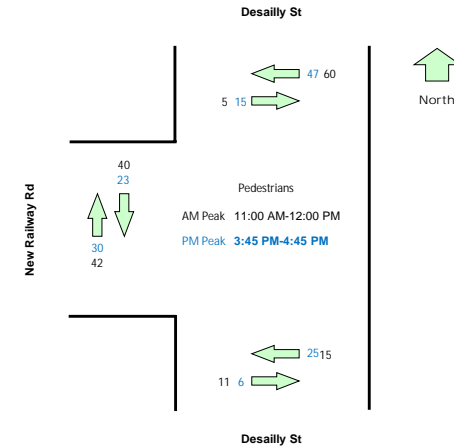 Desailly St
47 60
5 15
North
40
23
Pedestrians
AM Peak 11:00 AM-12:00 PM
PM Peak 3:45 PM-4:45 PM
New Railway Rd
30
42
25 15
11 6
Desailly St